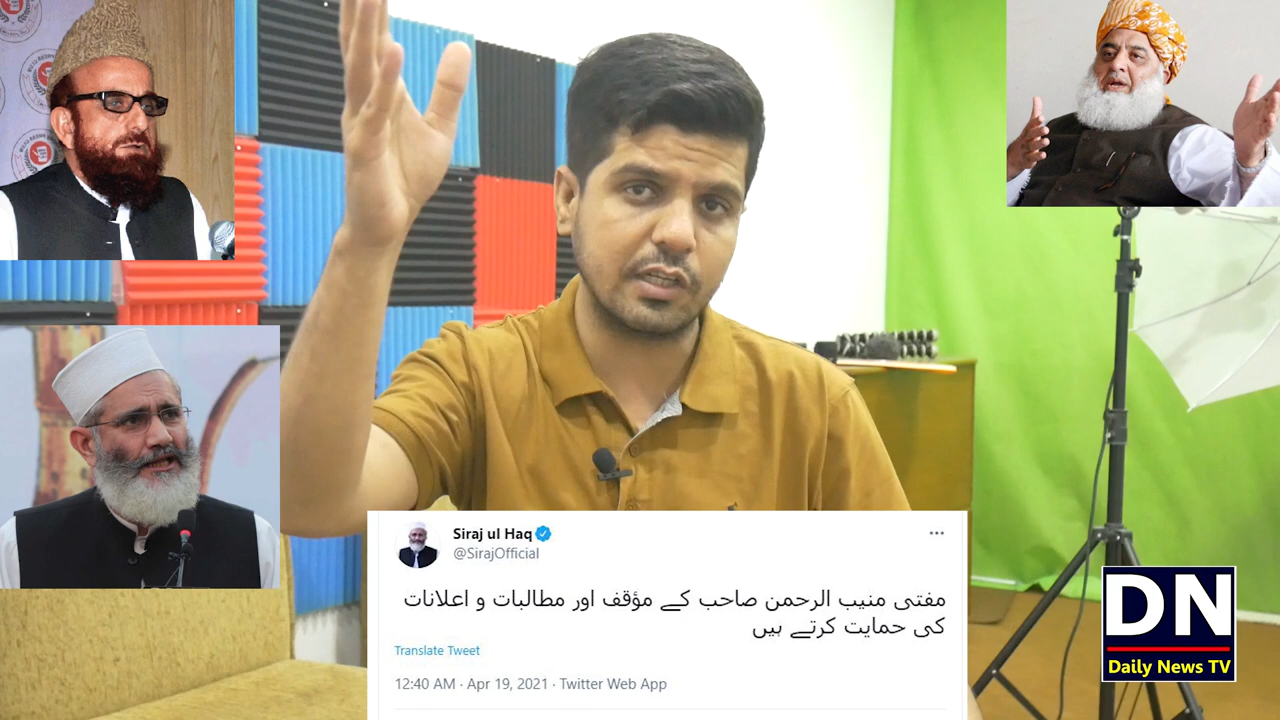 Siraj ul Haq
@SirajOfficial
مفتی منیب الرحمن صاحب کے مؤقف اور مطالبات و اعلانات
کی حمایت کرتے ہیں
Translate Tweet
12:40 AM · Apr 19, 2021 · Twitter Web App
DN
Daily News TV